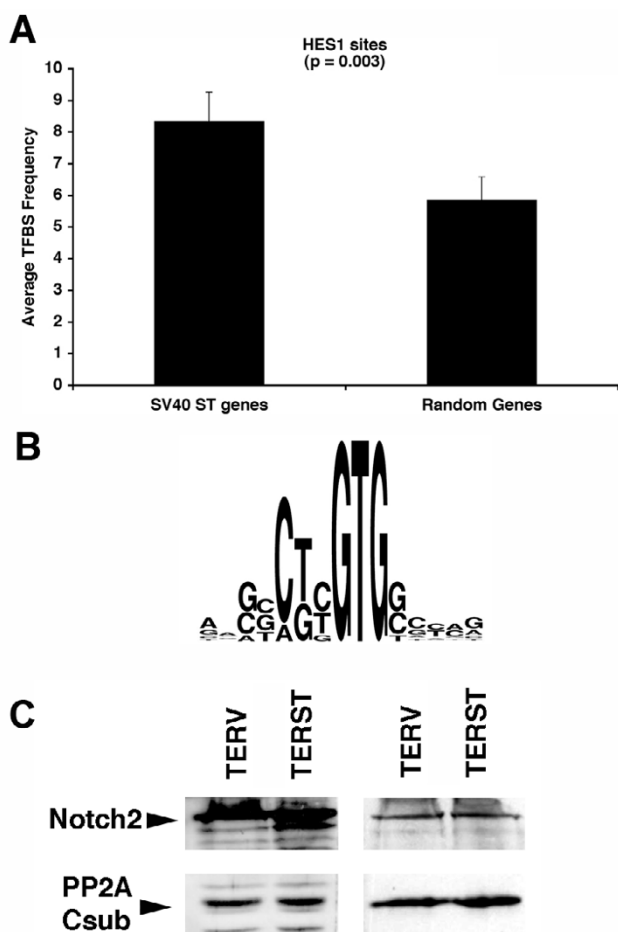 A
HES1 sites
(p = 0.003)
Average TFBS Frequency
10
9
8
7
6
5
4
3
2
1
0
SV40 ST genes
Random Genes
B
C
TERV
TERST
TERV
TERST
Notch2
PP2A
Csub